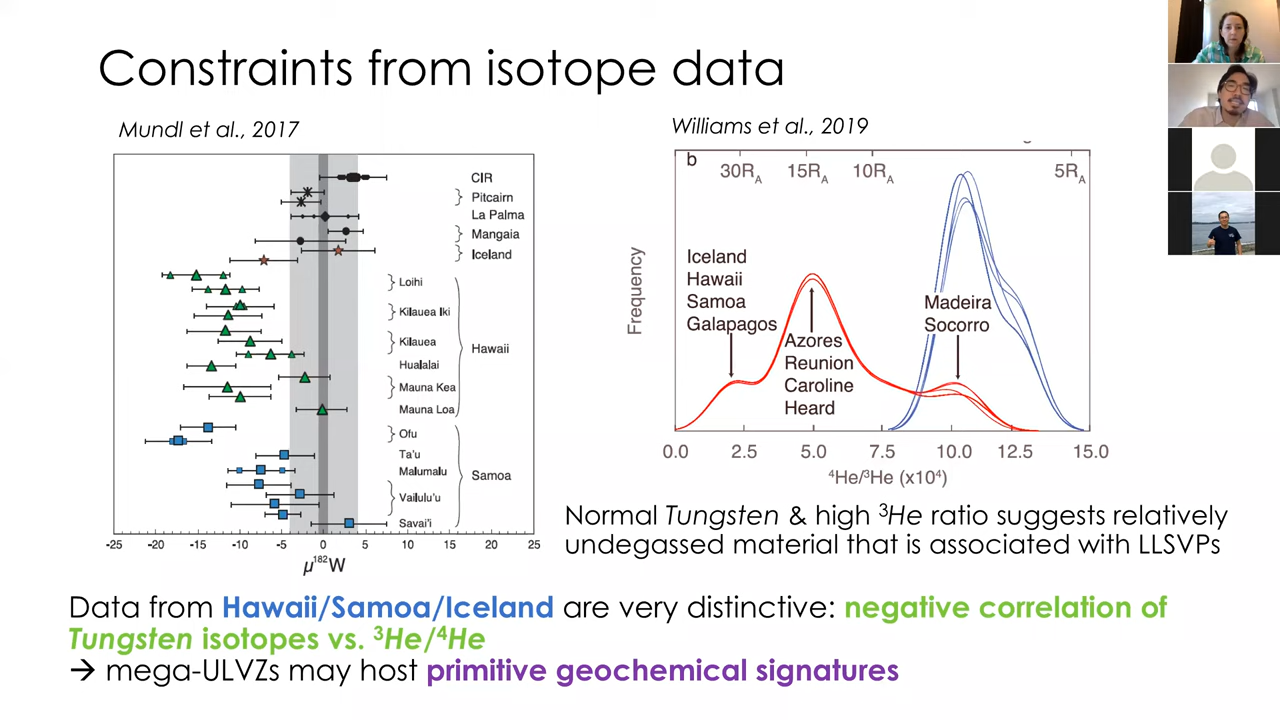 Constraints from isotope data
Mundl et al., 2017
CIR
Pitcairn
La Palma
Mangaia
Iceland
Loihi
Kilauea Iki
Kilauea
Hualalai
Mauna Kea
Mauna Loa
Hawaii
Ofu
Ta'u
Malumalu
Vailulu'u
Savai'i
Samoa
-25 -20 -15 -10 -5 0 5 10 15 20 25
μ¹⁸²W
Williams et al., 2019
b
30R_A 15R_A 10R_A 5R_A
Frequency
Iceland
Hawaii
Samoa
Galapagos
Azores
Reunion
Caroline
Heard
Madeira
Socorro
0.0 2.5 5.0 7.5 10.0 12.5 15.0
⁴He/³He (x10⁴)
Normal Tungsten & high ³He ratio suggests relatively
undegassed material that is associated with LLSVPs
Data from Hawaii/Samoa/Iceland are very distinctive: negative correlation of
Tungsten isotopes vs. ³He/⁴He
→ mega-ULVZs may host primitive geochemical signatures